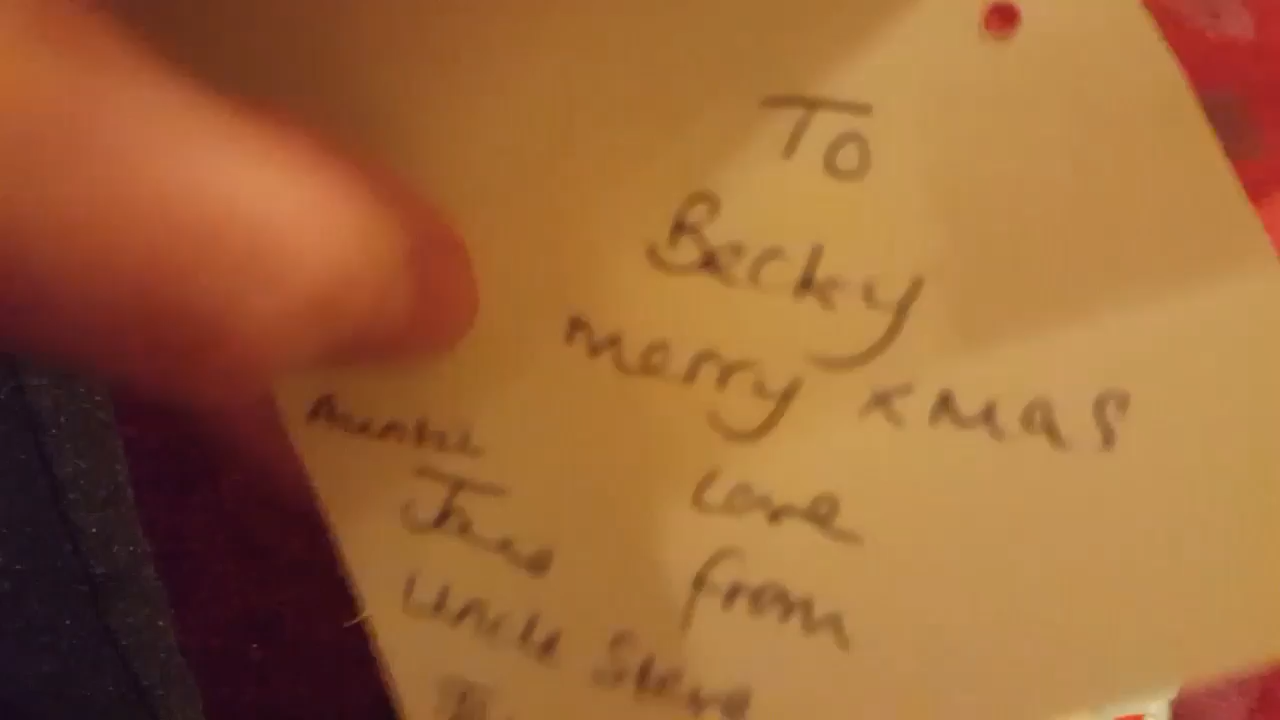 To
Becky
merry xmas
Love
from
Auntie
Jane
Uncle Steve